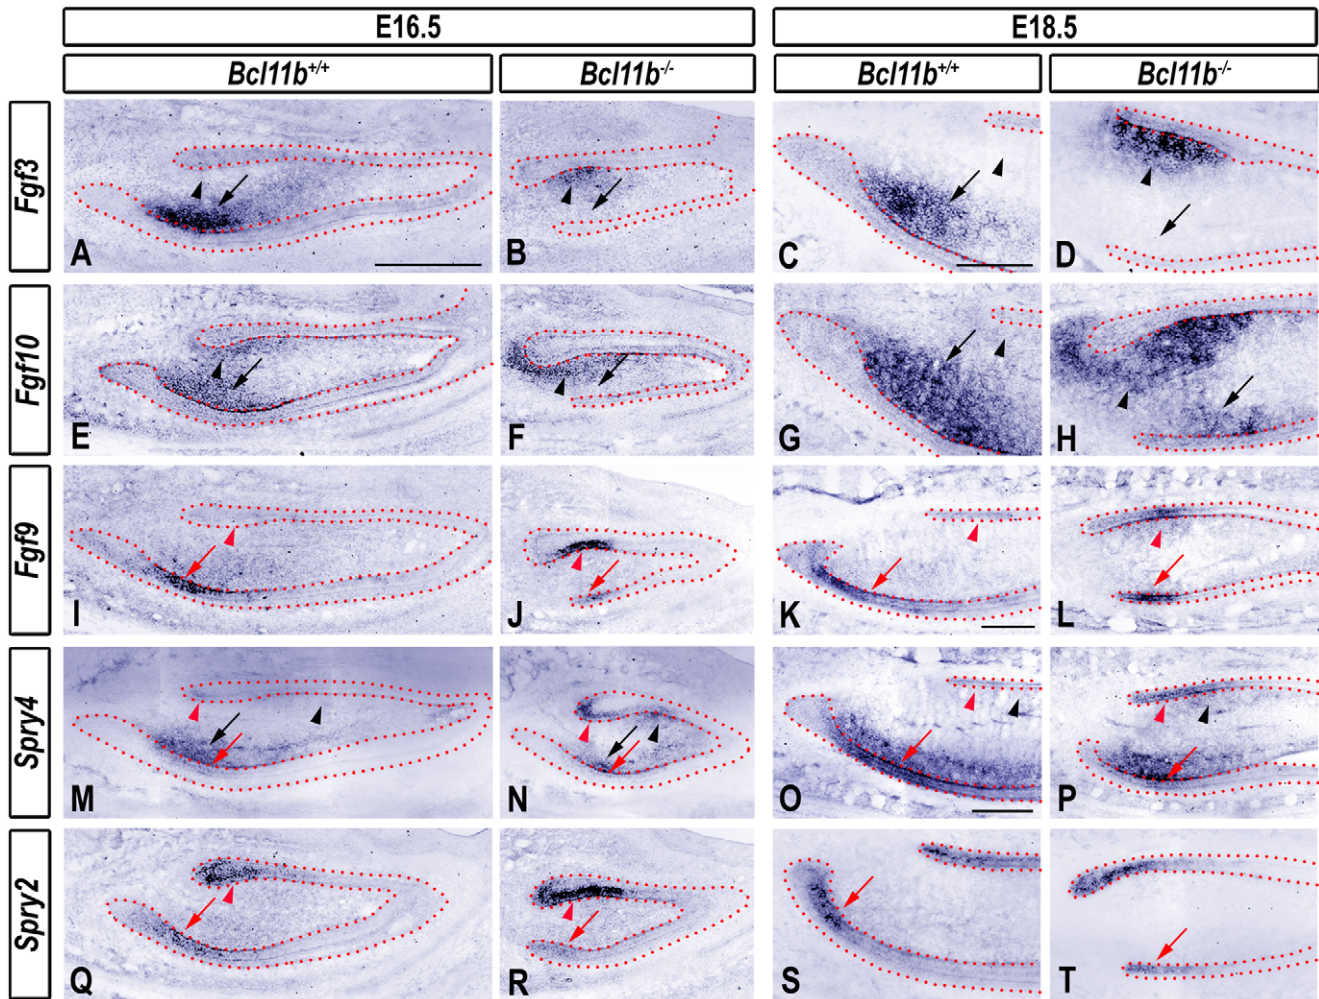 E16.5 E18.5
Bcl11b+/+ Bcl11b-/- Bcl11b+/+ Bcl11b-/-
Fgf3
A B C D
Fgf10
E F G H
Fgf9
I J K L
Spry4
M N O P
Spry2
Q R S T